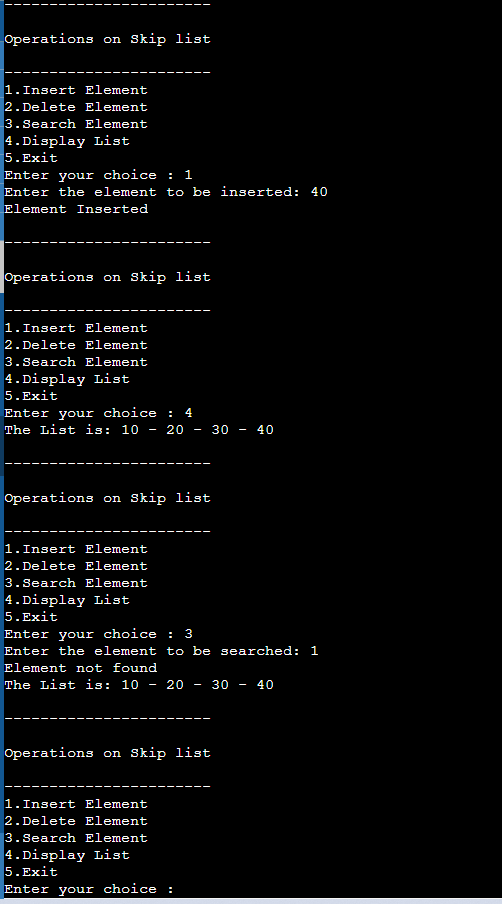 -----------------------
Operations on Skip list
-----------------------
1.Insert Element
2.Delete Element
3.Search Element
4.Display List
5.Exit
Enter your choice : 1
Enter the element to be inserted: 40
Element Inserted
-----------------------
Operations on Skip list
-----------------------
1.Insert Element
2.Delete Element
3.Search Element
4.Display List
5.Exit
Enter your choice : 4
The List is: 10 - 20 - 30 - 40
-----------------------
Operations on Skip list
-----------------------
1.Insert Element
2.Delete Element
3.Search Element
4.Display List
5.Exit
Enter your choice : 3
Enter the element to be searched: 1
Element not found
The List is: 10 - 20 - 30 - 40
-----------------------
Operations on Skip list
-----------------------
1.Insert Element
2.Delete Element
3.Search Element
4.Display List
5.Exit
Enter your choice :